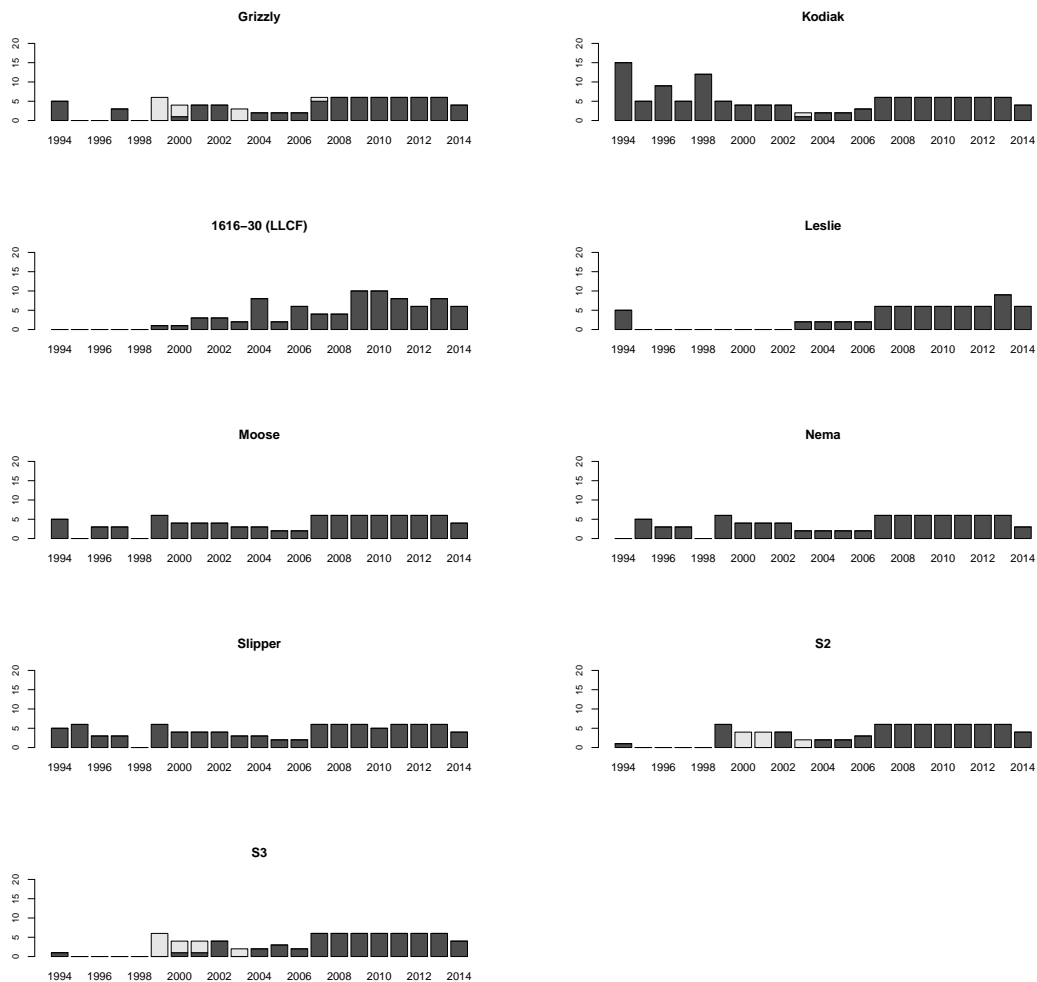 Grizzly
0 5 10 15 20
1994 1996 1998 2000 2002 2004 2006 2008 2010 2012 2014
Kodiak
0 5 10 15 20
1994 1996 1998 2000 2002 2004 2006 2008 2010 2012 2014
1616−30 (LLCF)
0 5 10 15 20
1994 1996 1998 2000 2002 2004 2006 2008 2010 2012 2014
Leslie
0 5 10 15 20
1994 1996 1998 2000 2002 2004 2006 2008 2010 2012 2014
Moose
0 5 10 15 20
1994 1996 1998 2000 2002 2004 2006 2008 2010 2012 2014
Nema
0 5 10 15 20
1994 1996 1998 2000 2002 2004 2006 2008 2010 2012 2014
Slipper
0 5 10 15 20
1994 1996 1998 2000 2002 2004 2006 2008 2010 2012 2014
S2
0 5 10 15 20
1994 1996 1998 2000 2002 2004 2006 2008 2010 2012 2014
S3
0 5 10 15 20
1994 1996 1998 2000 2002 2004 2006 2008 2010 2012 2014